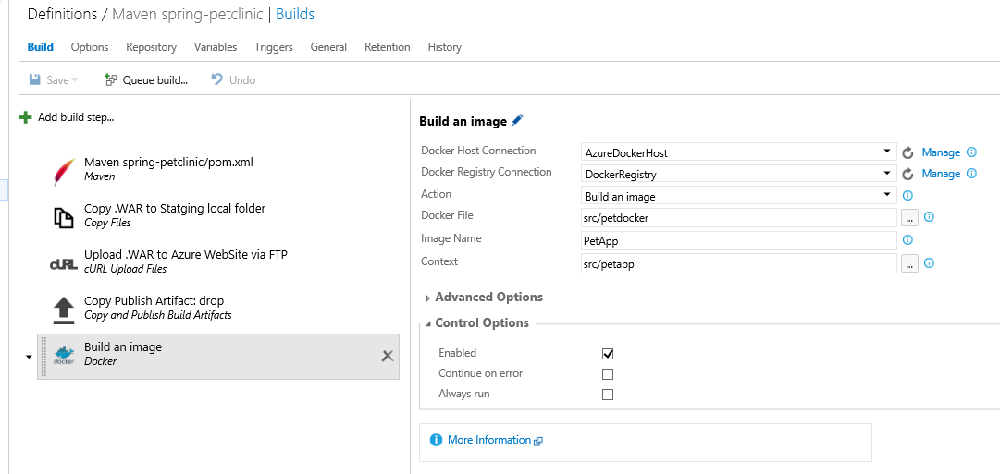 Definitions / Maven spring-petclinic | Builds
Build Options Repository Variables Triggers General Retention History
Save Queue build... Undo
Add build step...
Maven spring-petclinic/pom.xml
Maven
Copy .WAR to Statging local folder
Copy Files
cURL
Upload .WAR to Azure WebSite via FTP
cURL Upload Files
Copy Publish Artifact: drop
Copy and Publish Build Artifacts
docker
Build an image
Docker
Build an image
Docker Host Connection AzureDockerHost Manage
Docker Registry Connection DockerRegistry Manage
Action Build an image
Docker File src/petdocker ...
Image Name PetApp
Context src/petapp ...
Advanced Options
Control Options
Enabled
Continue on error
Always run
More Information